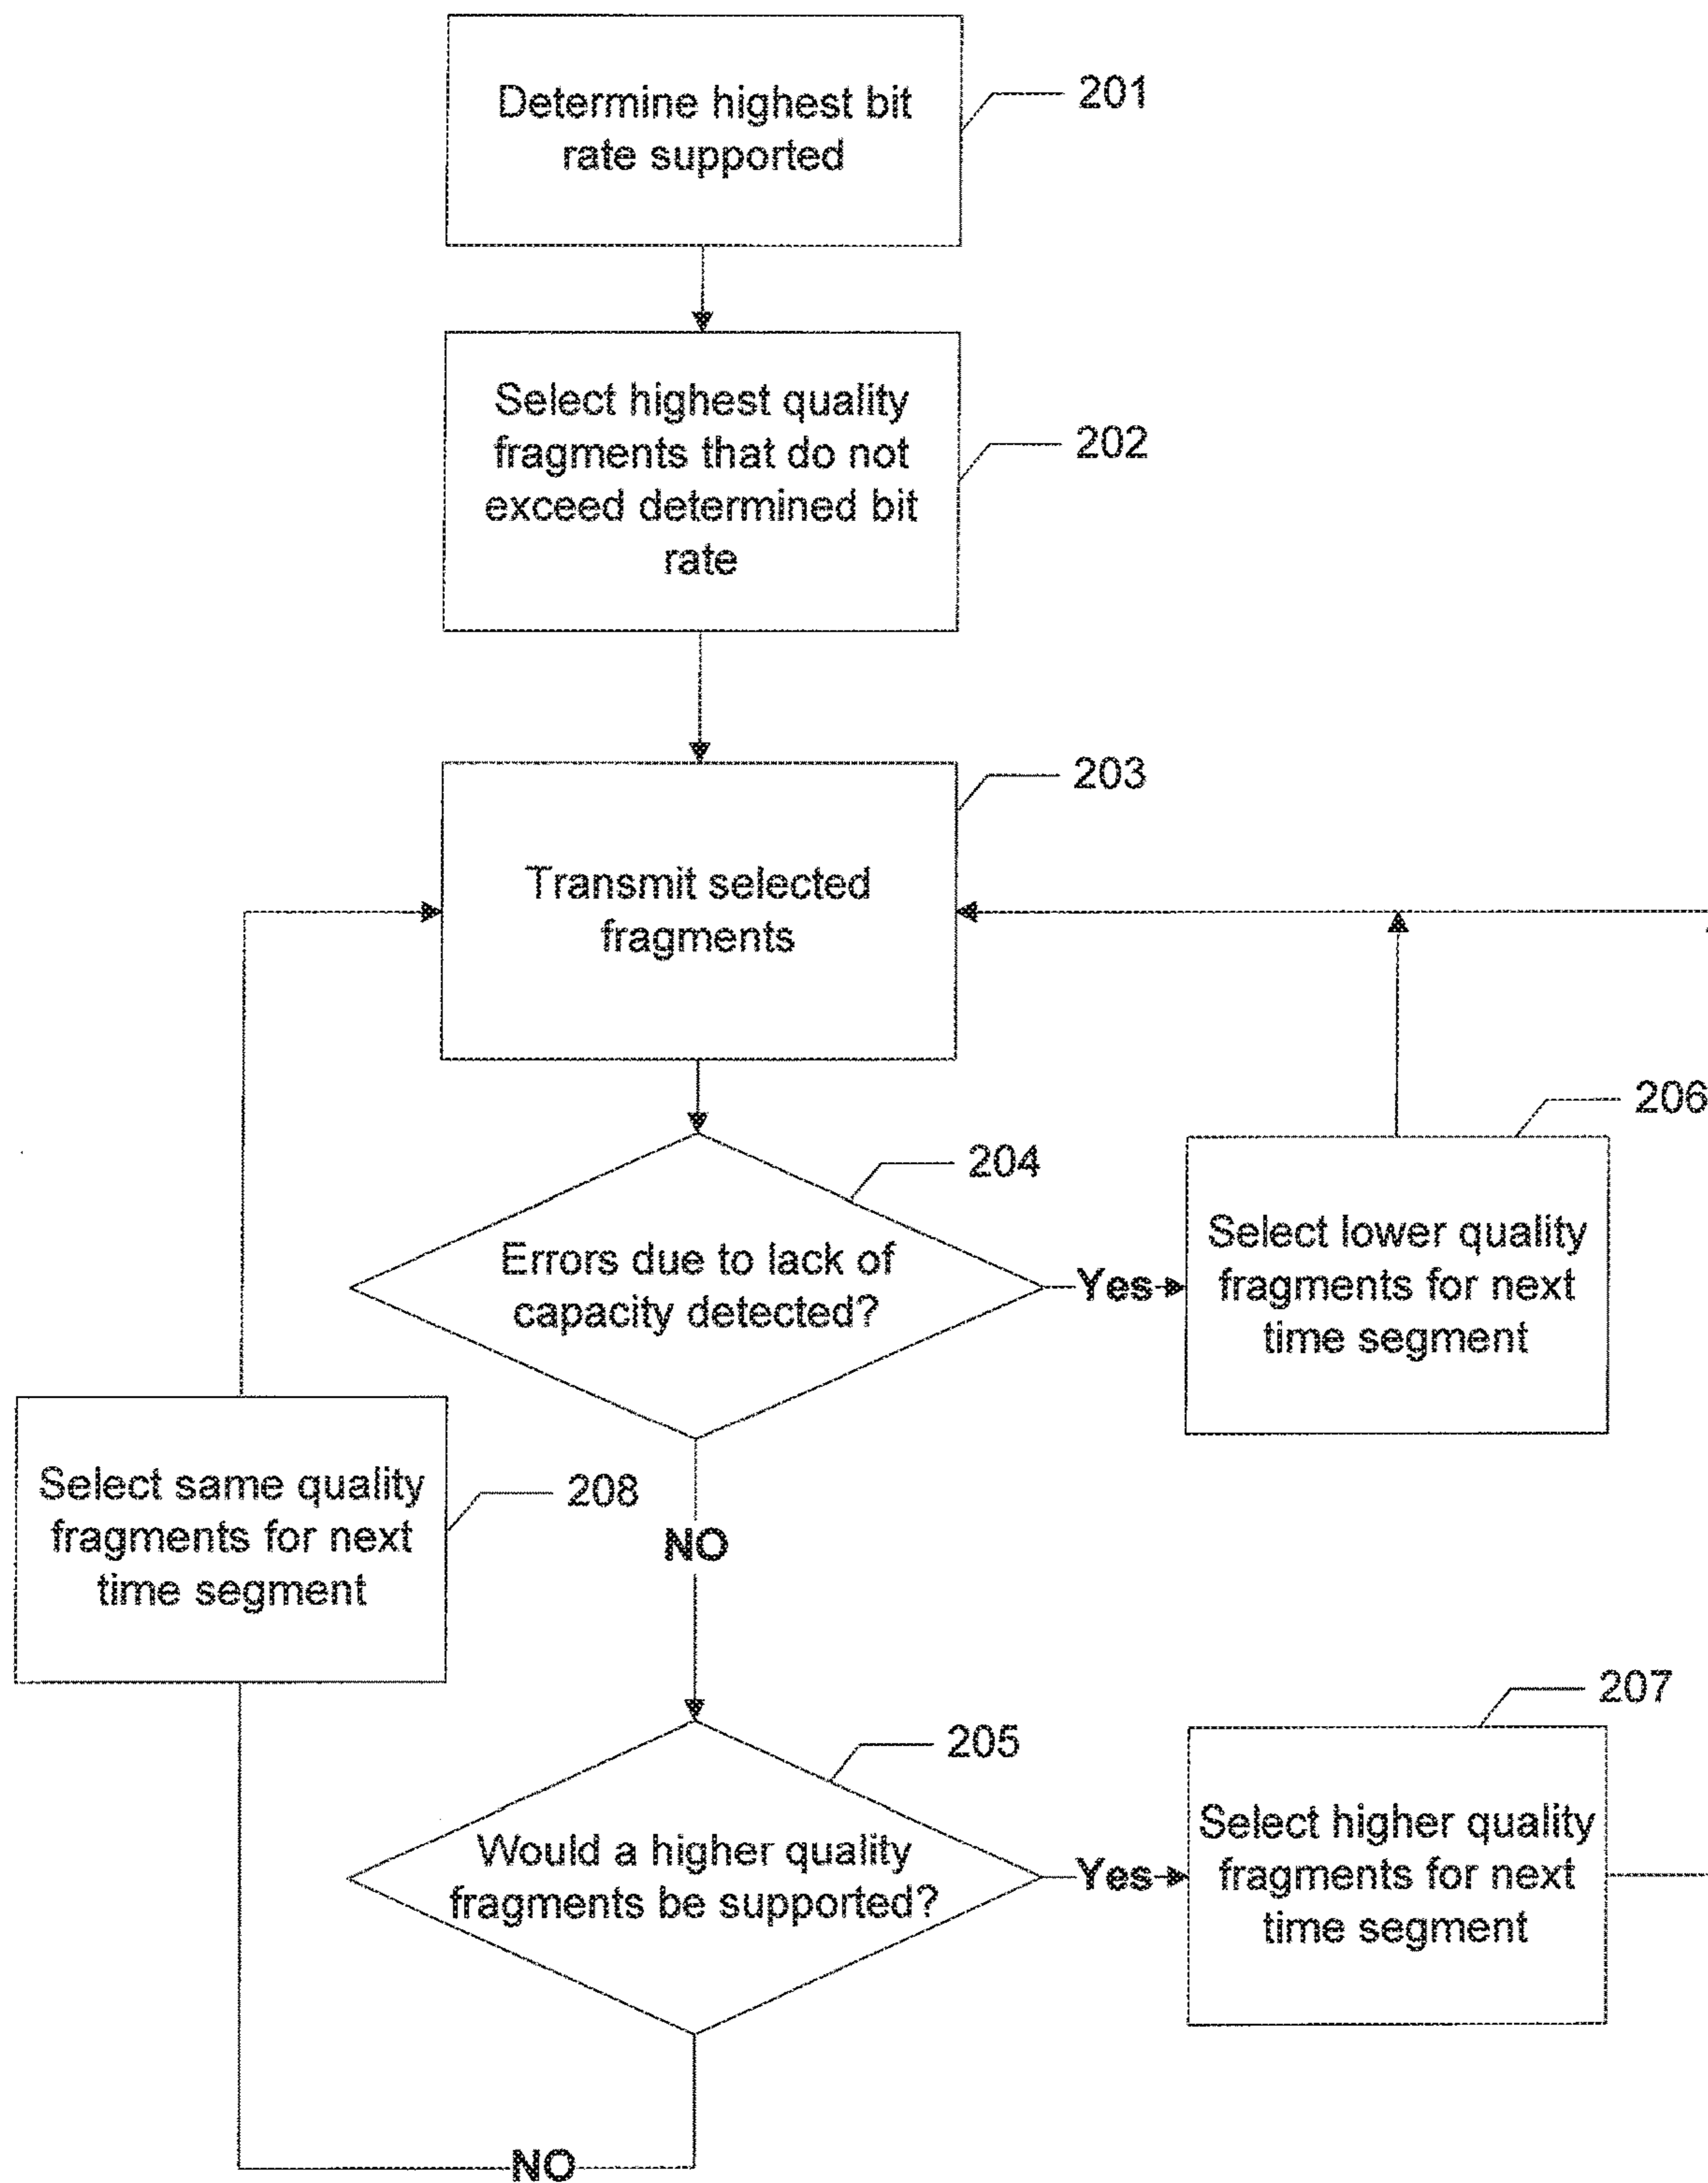 Determine highest bit
rate supported
201
Select highest quality
fragments that do not
exceed determined bit
rate
202
Transmit selected
fragments
203
Errors due to lack of
capacity detected?
204
Yes
Select lower quality
fragments for next
time segment
206
NO
Select same quality
fragments for next
time segment
208
Would a higher quality
fragments be supported?
205
Yes
Select higher quality
fragments for next
time segment
207
NO